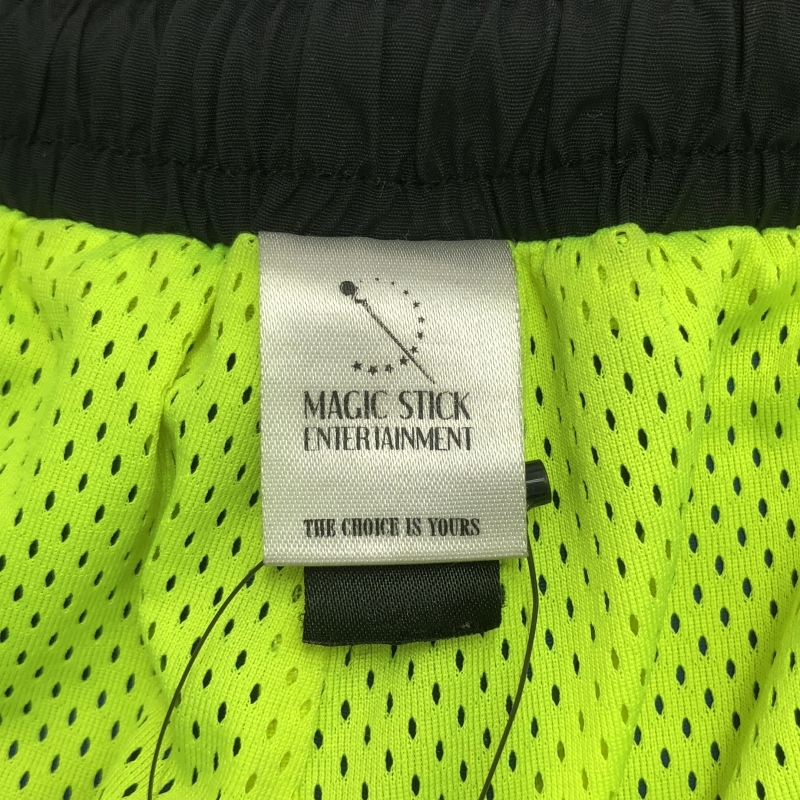 MAGIC STICK
ENTERTAINMENT
THE CHOICE IS YOURS